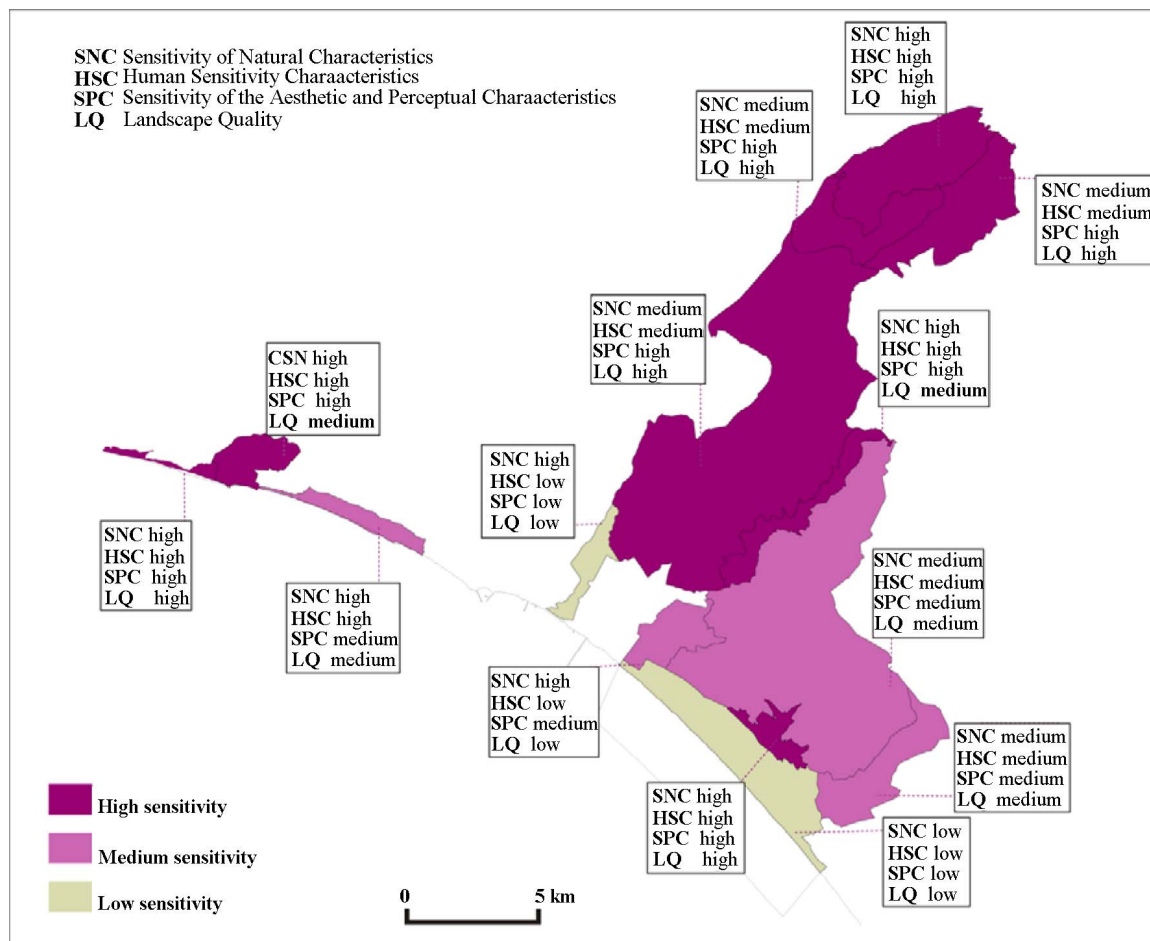 SNC Sensitivity of Natural Characteristics
HSC Human Sensitivity Charaacteristics
SPC Sensitivity of the Aesthetic and Perceptual Charaacteristics
LQ Landscape Quality
SNC high
HSC high
SPC high
LQ high
SNC medium
HSC medium
SPC high
LQ high
SNC medium
HSC medium
SPC high
LQ high
SNC medium
HSC medium
SPC high
LQ high
SNC high
HSC high
SPC high
LQ medium
CSN high
HSC high
SPC high
LQ medium
SNC high
HSC low
SPC low
LQ low
SNC high
HSC high
SPC high
LQ high
SNC high
HSC high
SPC medium
LQ medium
SNC medium
HSC medium
SPC medium
LQ medium
SNC high
HSC low
SPC medium
LQ low
SNC medium
HSC medium
SPC medium
LQ medium
SNC high
HSC high
SPC high
LQ high
SNC low
HSC low
SPC low
LQ low
High sensitivity
Medium sensitivity
Low sensitivity
0 5 km